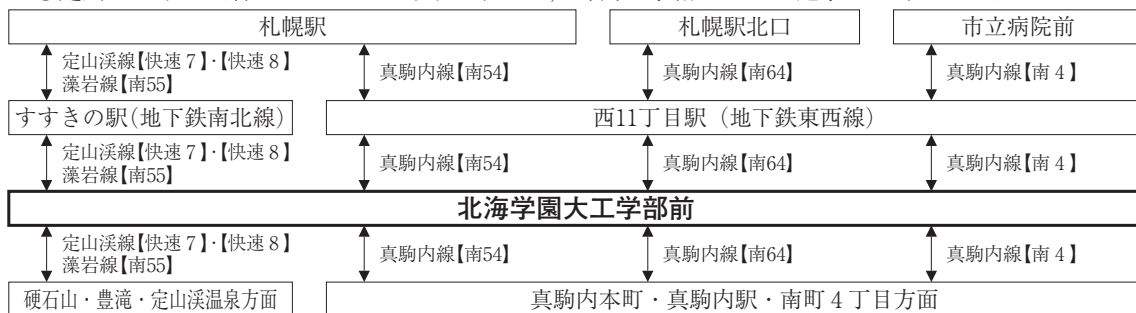 札幌駅 札幌駅北口 市立病院前
定山渓線【快速7】・【快速8】
藻岩線【南55】
真駒内線【南54】 真駒内線【南64】 真駒内線【南4】
すすきの駅(地下鉄南北線) 西11丁目駅（地下鉄東西線）
定山渓線【快速7】・【快速8】
藻岩線【南55】
真駒内線【南54】 真駒内線【南64】 真駒内線【南4】
北海学園大工学部前
定山渓線【快速7】・【快速8】
藻岩線【南55】
真駒内線【南54】 真駒内線【南64】 真駒内線【南4】
硬石山・豊滝・定山渓温泉方面 真駒内本町・真駒内駅・南町4丁目方面